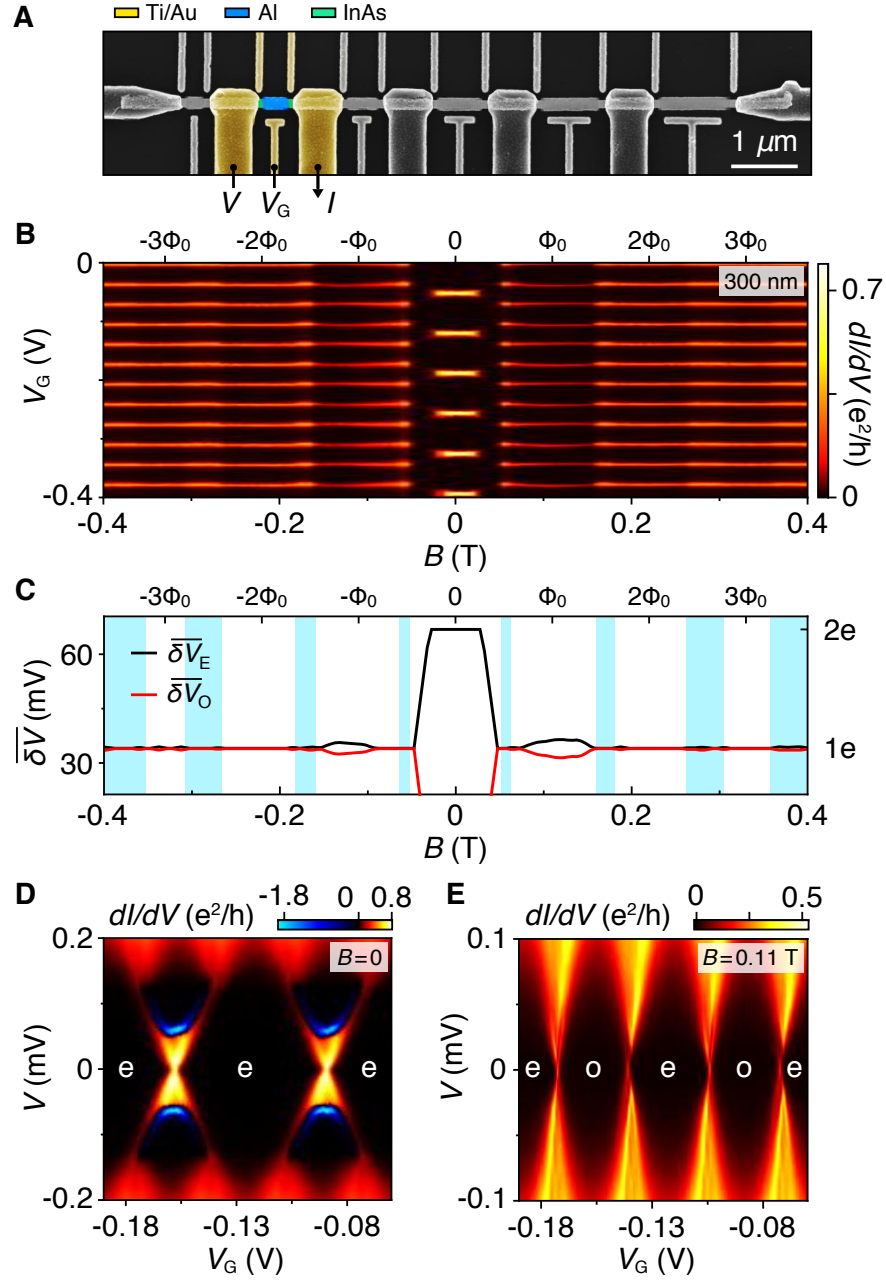 A
Ti/Au Al InAs
1 μm
V V_G I
B
-3Φ₀ -2Φ₀ -Φ₀ 0 Φ₀ 2Φ₀ 3Φ₀
0
300 nm
0.7
V_G (V)
dI/dV (e²/h)
-0.4
0
-0.4 -0.2 0 0.2 0.4
B (T)
C
-3Φ₀ -2Φ₀ -Φ₀ 0 Φ₀ 2Φ₀ 3Φ₀
60
2e
δV̅_E
δV̅_O
δV̅ (mV)
1e
30
-0.4 -0.2 0 0.2 0.4
B (T)
D
dI/dV (e²/h)
-1.8 0 0.8
0.2
B=0
V (mV)
0
e e e
-0.2
-0.18 -0.13 -0.08
V_G (V)
E
dI/dV (e²/h)
0 0.5
0.1
B=0.11 T
V (mV)
0
e o e o e
-0.1
-0.18 -0.13 -0.08
V_G (V)